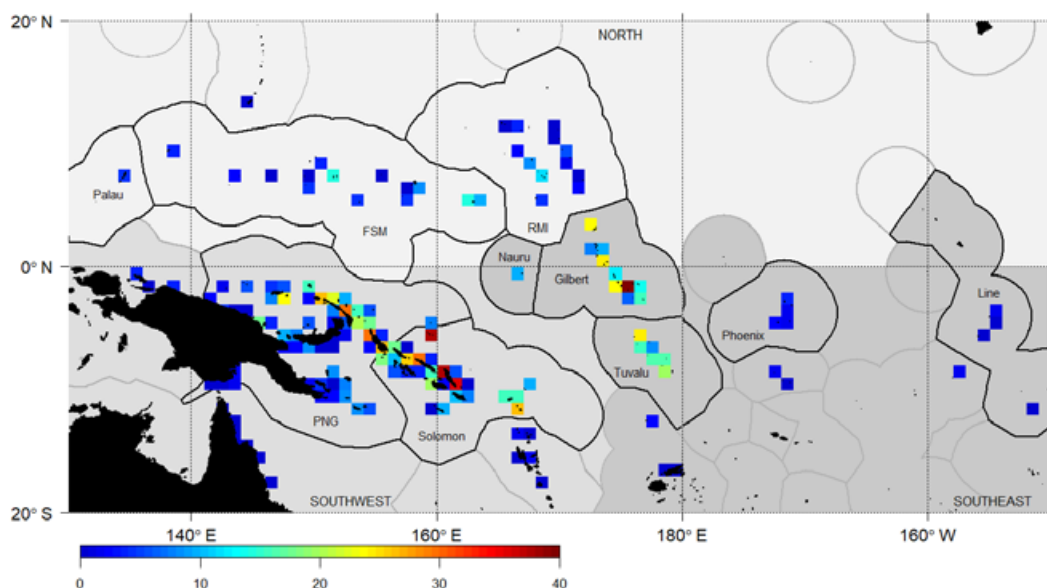 20° N
NORTH
Palau
FSM
RMI
Nauru
Gilbert
0° N
Line
Phoenix
Tuvalu
PNG
Solomon
SOUTHWEST
SOUTHEAST
20° S
140° E 160° E 180° E 160° W
0 10 20 30 40